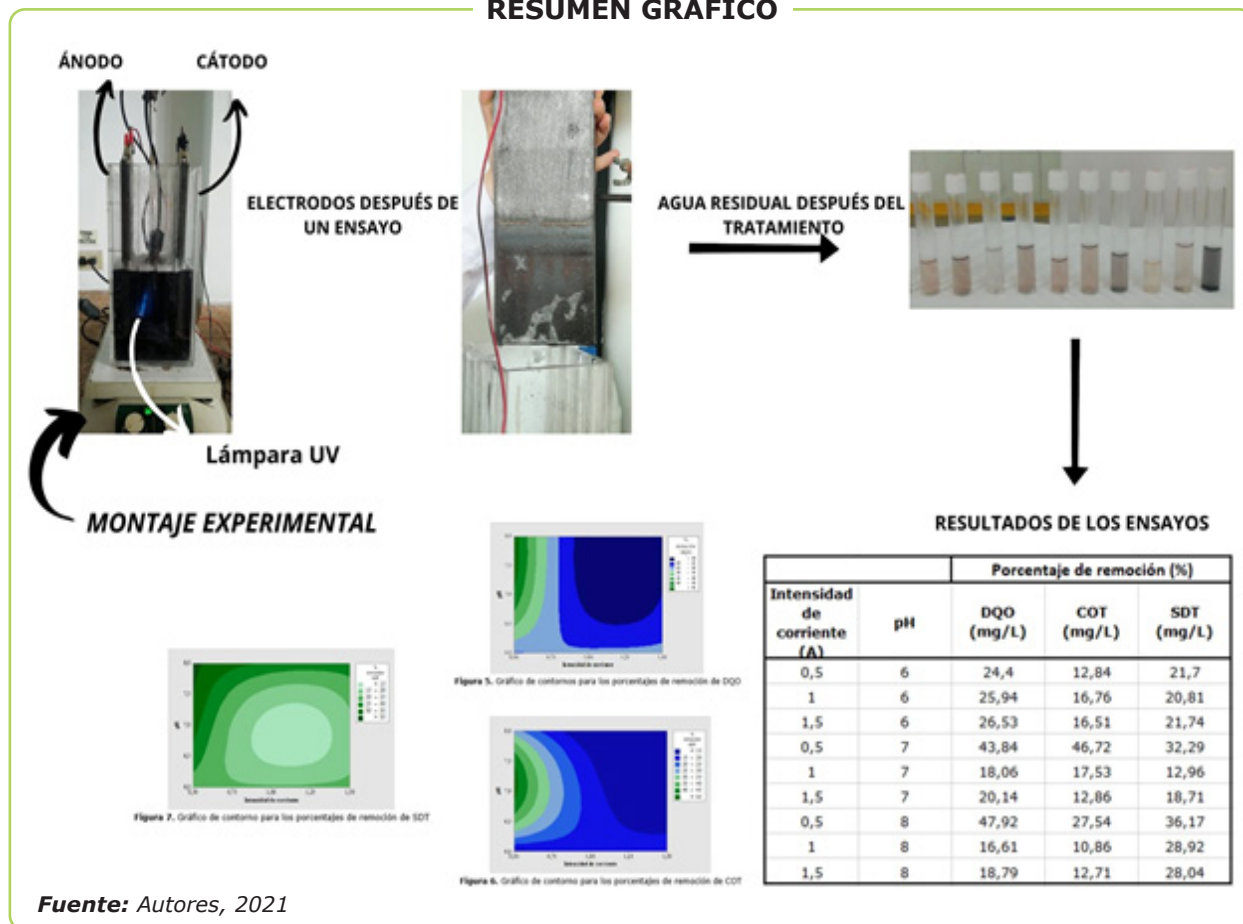 RESUMEN GRÁFICO
ÁNODO
CÁTODO
ELECTRODOS DESPUÉS DE
UN ENSAYO
AGUA RESIDUAL DESPUÉS DEL
TRATAMIENTO
Lámpara UV
MONTAJE EXPERIMENTAL
RESULTADOS DE LOS ENSAYOS
Porcentaje de remoción (%)
Intensidad de corriente (A) pH DQO (mg/L) COT (mg/L) SDT (mg/L)
0,5 6 24,4 12,84 21,7
1 6 25,94 16,76 20,81
1,5 6 26,53 16,51 21,74
0,5 7 43,84 46,72 32,29
1 7 18,06 17,53 12,96
1,5 7 20,14 12,86 18,71
0,5 8 47,92 27,54 36,17
1 8 16,61 10,86 28,92
1,5 8 18,79 12,71 28,04
Figura 5. Gráfico de contornos para los porcentajes de remoción de DQO
Figura 7. Gráfico de contorno para los porcentajes de remoción de SDT
Figura 6. Gráfico de contorno para los porcentajes de remoción de COT
Fuente: Autores, 2021